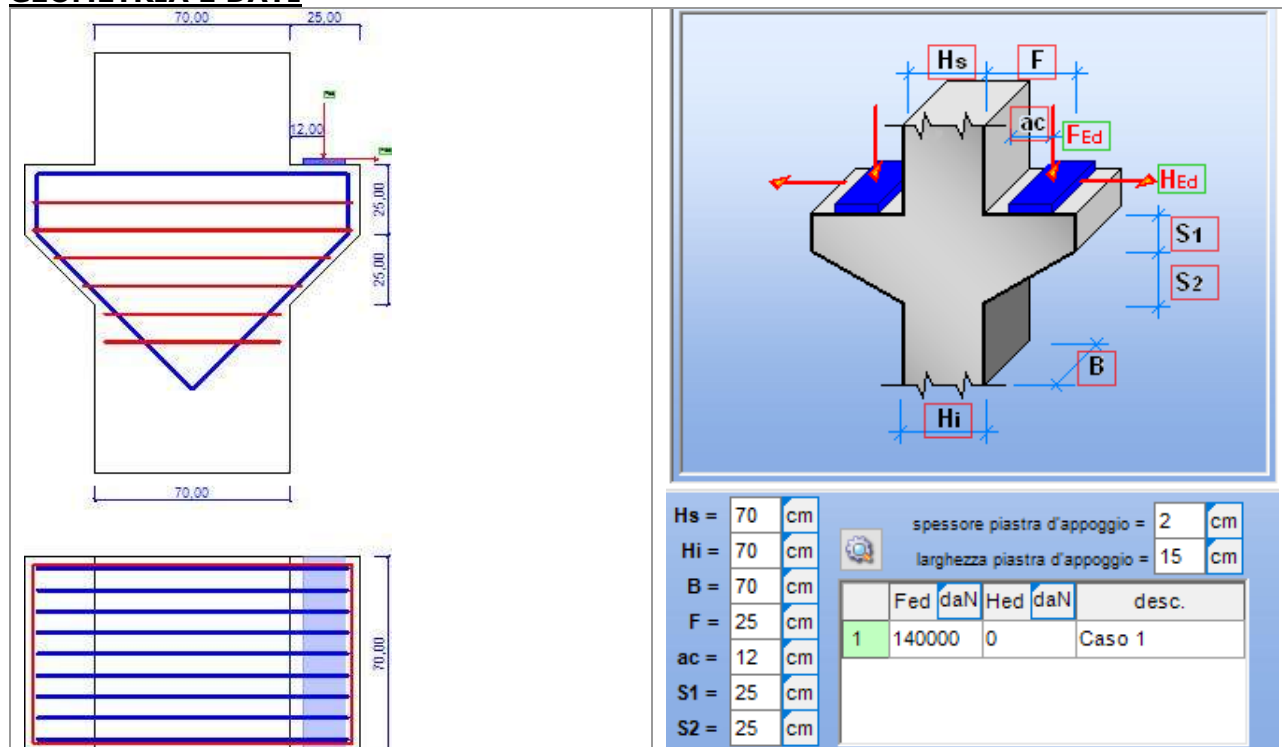 GEOMETRIA E DATI
70,00
25,00
12,00
25,00
25,00
70,00
70,00
Hs
F
ac
FEd
HEd
S1
S2
B
Hi
Hs = 70 cm
Hi = 70 cm
B = 70 cm
F = 25 cm
ac = 12 cm
S1 = 25 cm
S2 = 25 cm
spessore piastra d'appoggio = 2 cm
larghezza piastra d'appoggio = 15 cm
Fed daN Hed daN desc.
1 140000 0 Caso 1